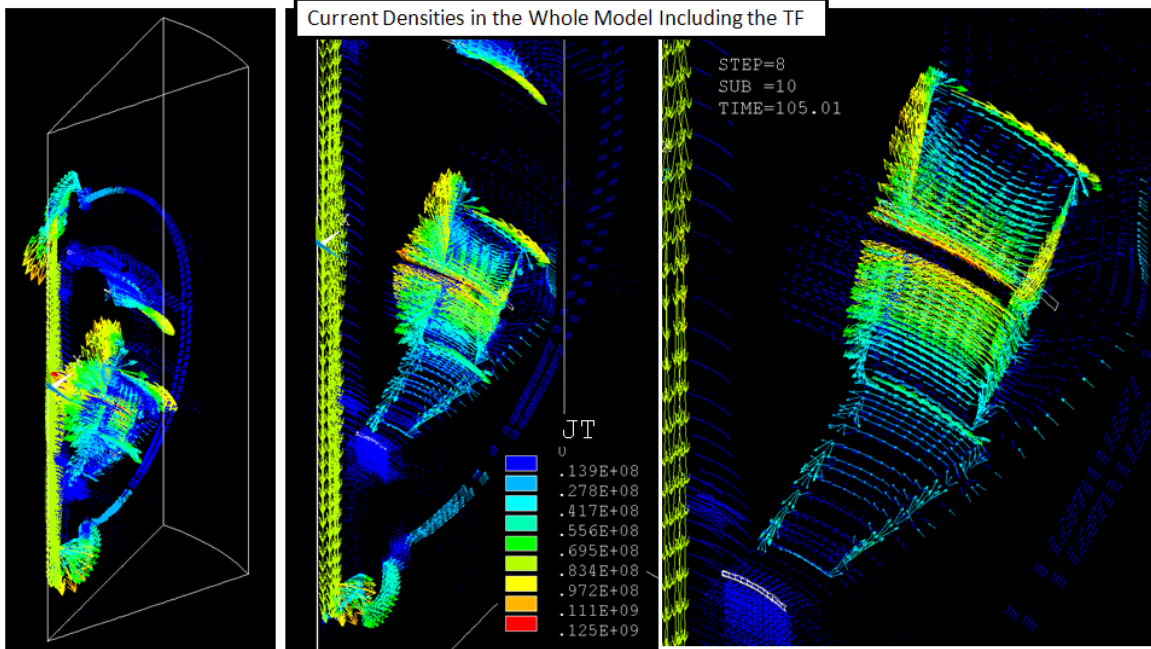 Current Densities in the Whole Model Including the TF
STEP=8
SUB =10
TIME=105.01
JT
0
.139E+08
.278E+08
.417E+08
.556E+08
.695E+08
.834E+08
.972E+08
.111E+09
.125E+09